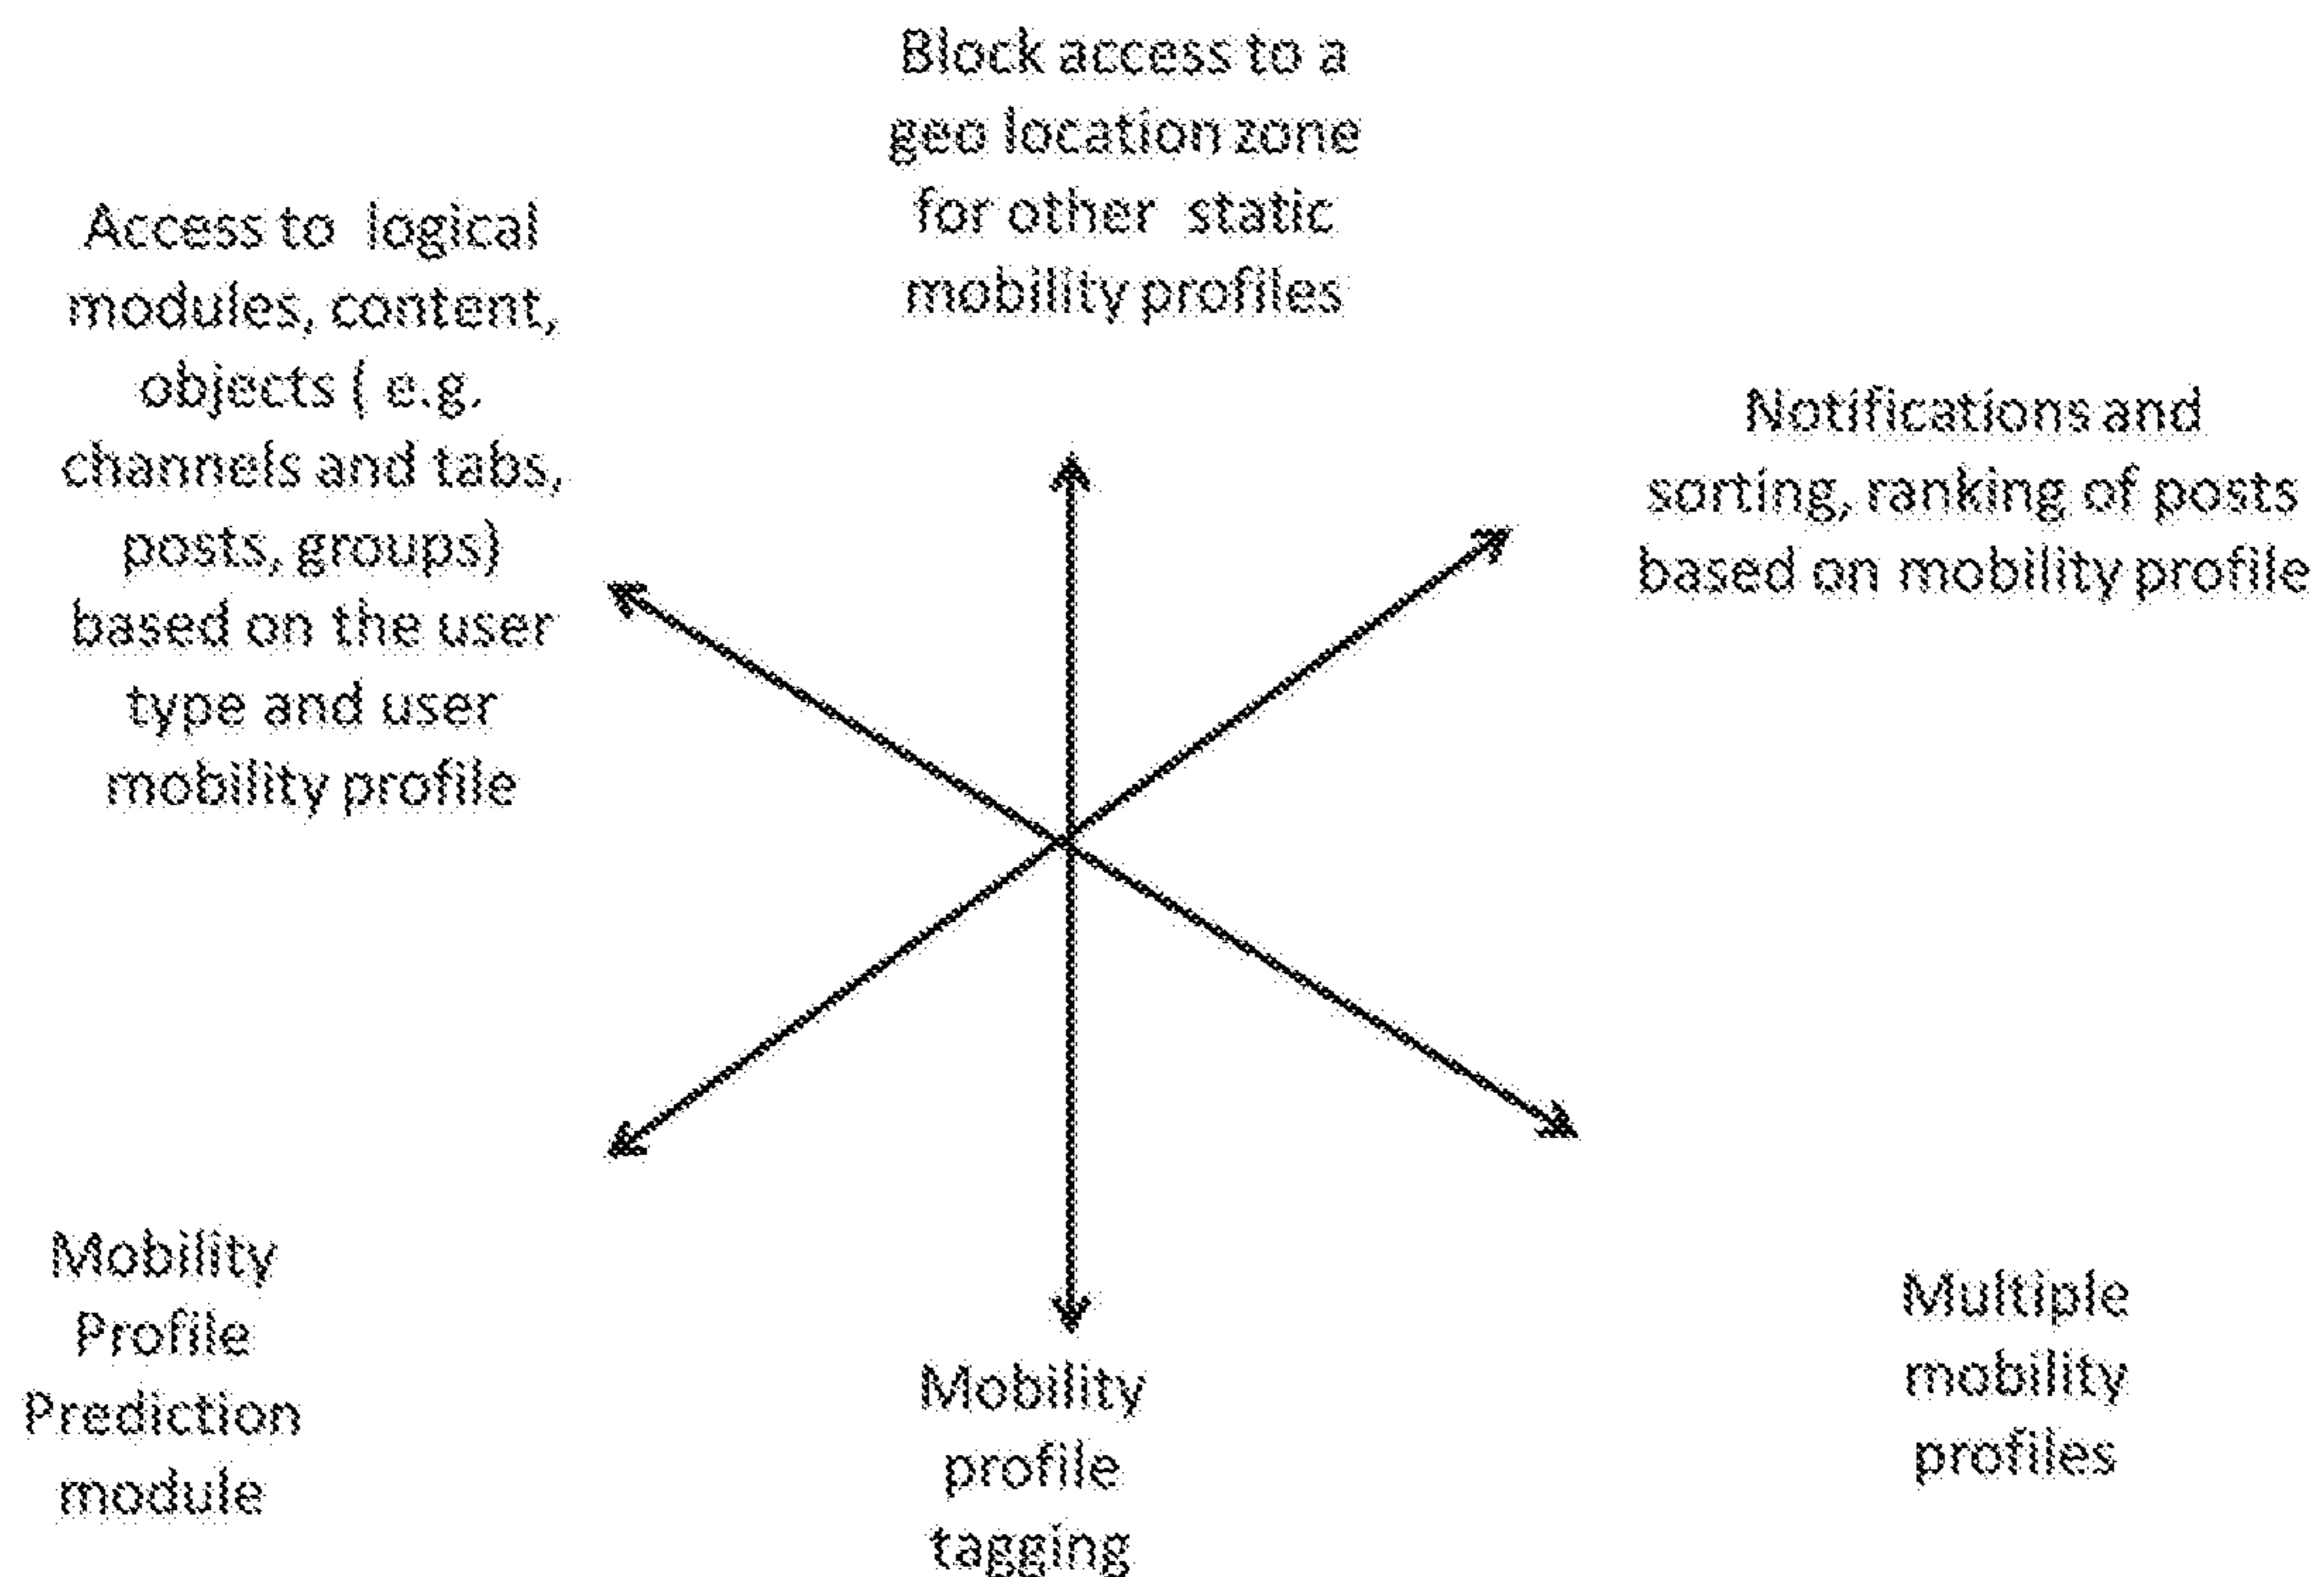 Block access to a
geo location zone
for other static
mobility profiles
Access to logical
modules, content,
objects ( e.g.
channels and tabs,
posts, groups)
based on the user
type and user
mobility profile
Notifications and
sorting, ranking of posts
based on mobility profile
Mobility
Profile
Prediction
module
Mobility
profile
tagging
Multiple
mobility
profiles